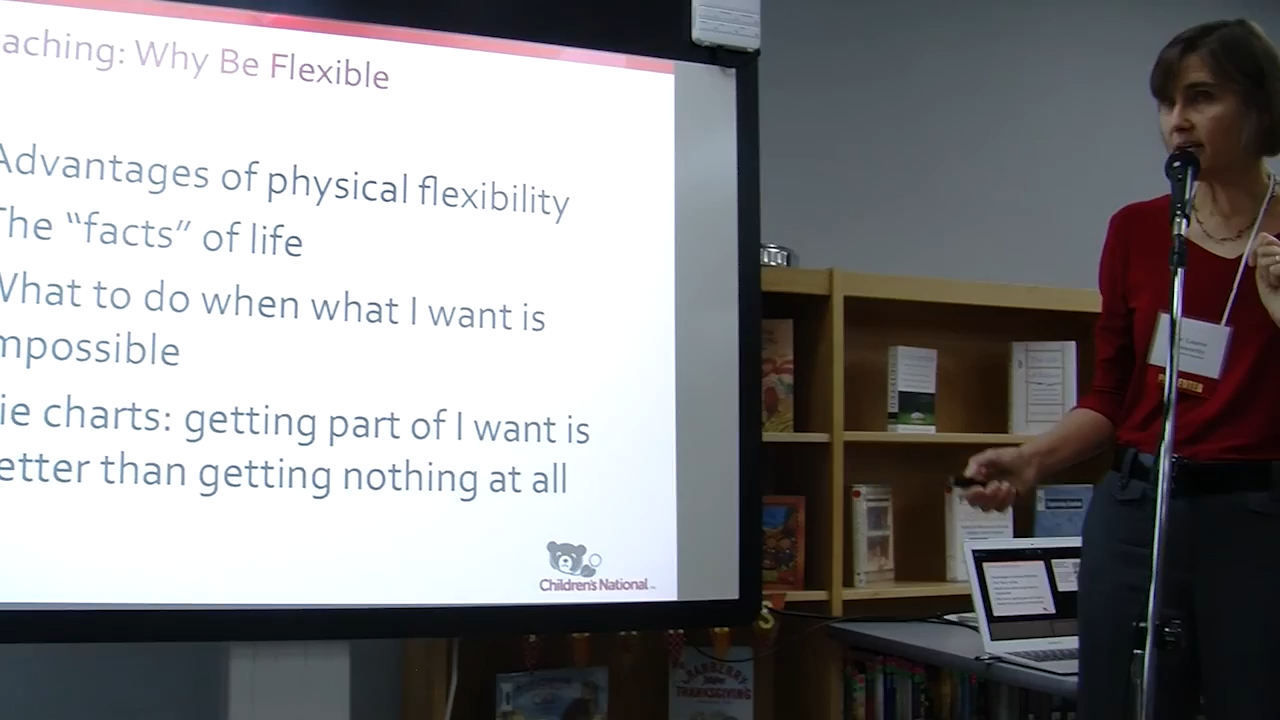 aching: Why Be Flexible
Advantages of physical flexibility
The “facts” of life
What to do when what I want is
mpossible
ie charts: getting part of I want is
etter than getting nothing at all
Children's National
CRANBERRY
THANKSGIVING